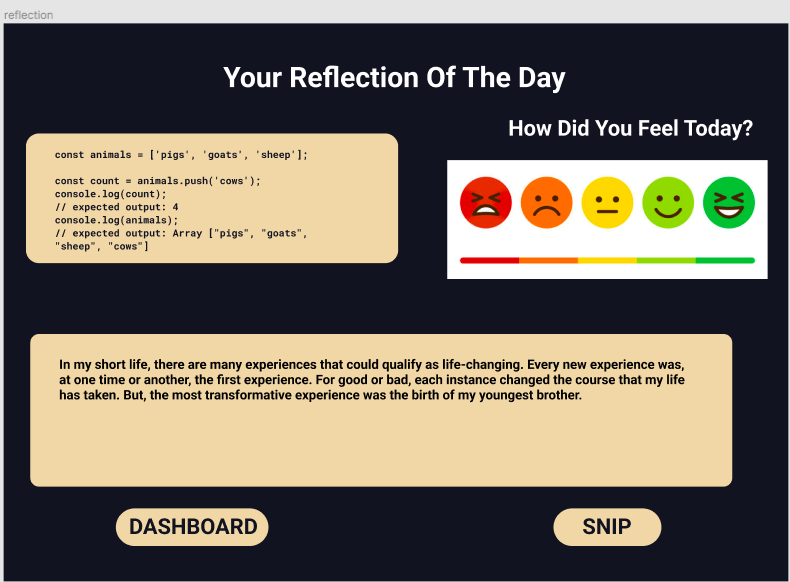 reflection
Your Reflection Of The Day
How Did You Feel Today?
const animals = ['pigs', 'goats', 'sheep'];
const count = animals.push('cows');
console.log(count);
// expected output: 4
console.log(animals);
// expected output: Array ["pigs", "goats",
"sheep", "cows"]
In my short life, there are many experiences that could qualify as life-changing. Every new experience was,
at one time or another, the first experience. For good or bad, each instance changed the course that my life
has taken. But, the most transformative experience was the birth of my youngest brother.
DASHBOARD
SNIP